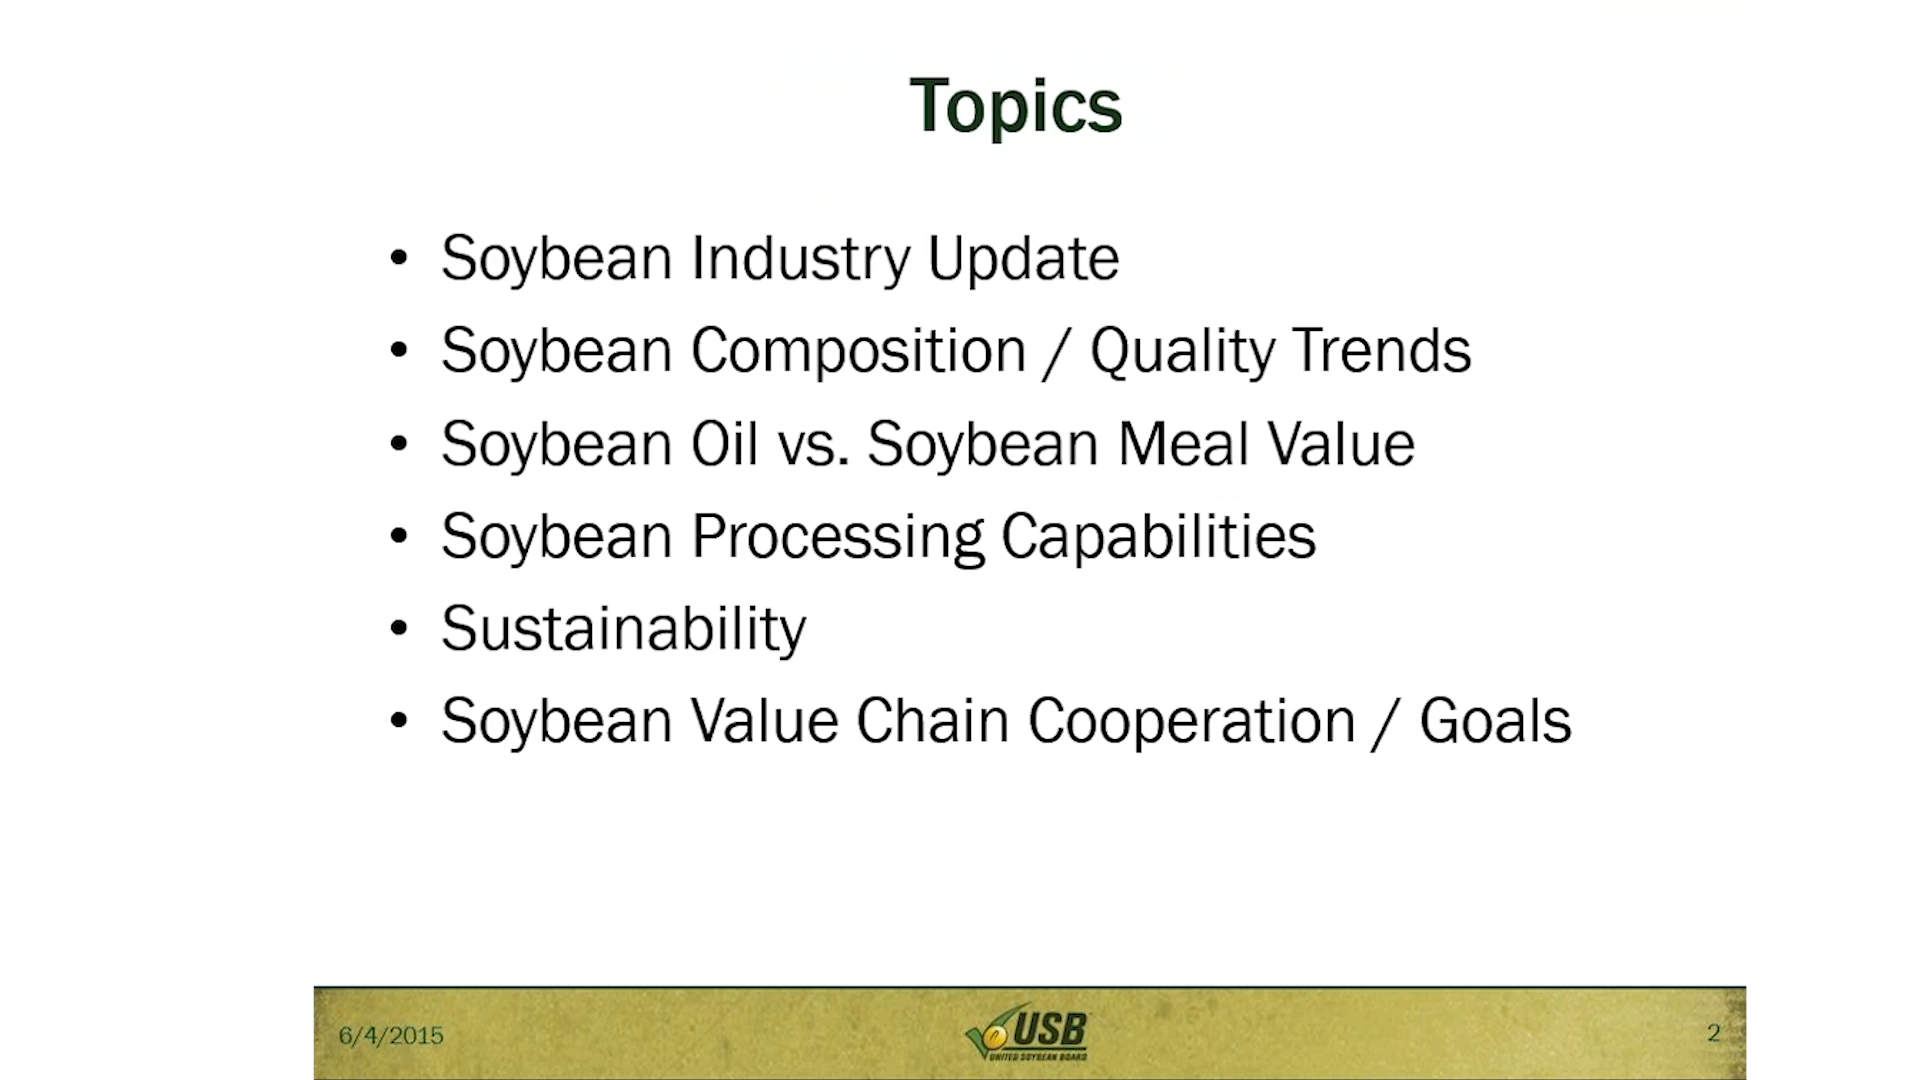 Topics
• Soybean Industry Update
• Soybean Composition / Quality Trends
• Soybean Oil vs. Soybean Meal Value
• Soybean Processing Capabilities
• Sustainability
• Soybean Value Chain Cooperation / Goals
6/4/2015
USB
UNITED SOYBEAN BOARD
2